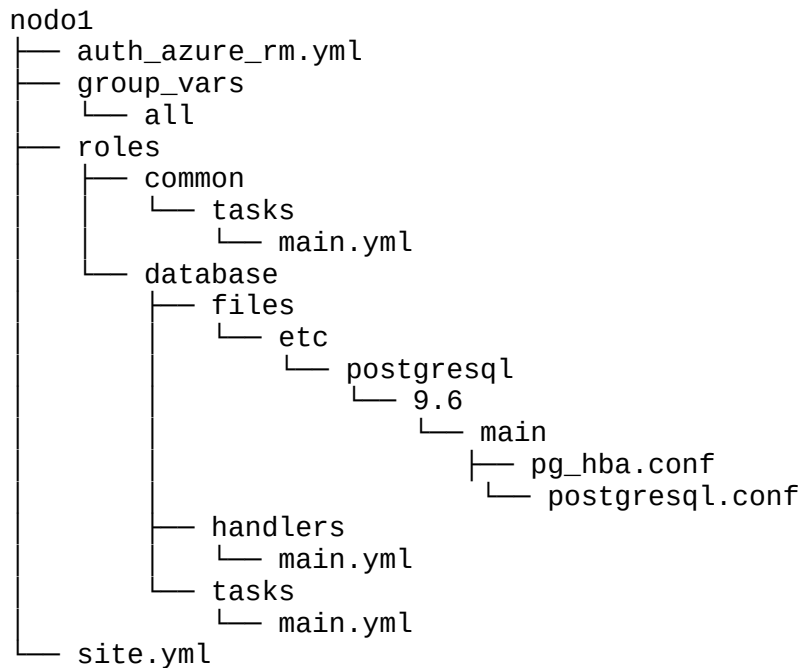 nodo1
├── auth_azure_rm.yml
├── group_vars
│   └── all
├── roles
│   ├── common
│   │   └── tasks
│   │       └── main.yml
│   └── database
│       ├── files
│       │   └── etc
│       │       └── postgresql
│       │           └── 9.6
│       │               └── main
│       │                   ├── pg_hba.conf
│       │                   └── postgresql.conf
│       ├── handlers
│       │   └── main.yml
│       └── tasks
│           └── main.yml
└── site.yml